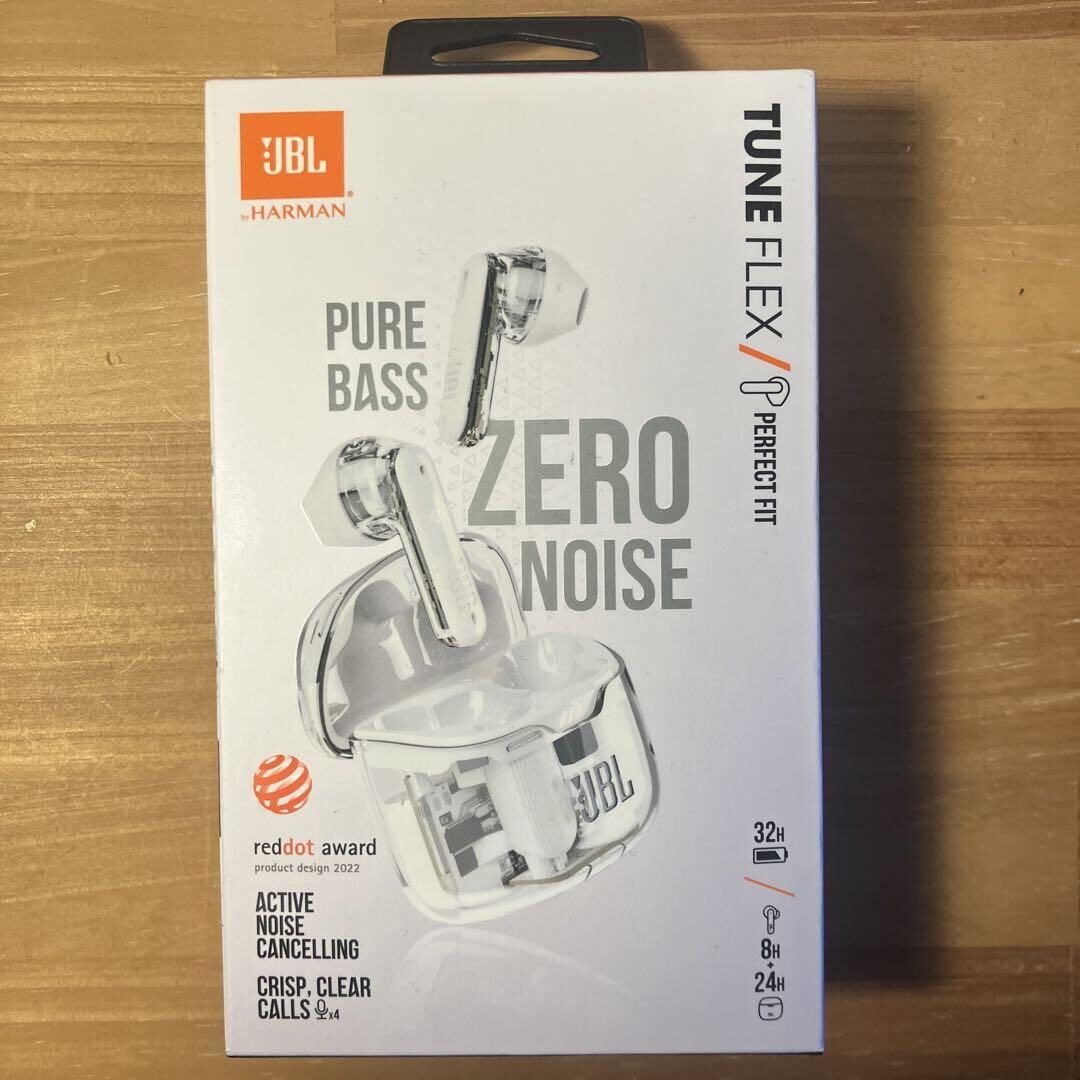 JBL
by HARMAN®
TUNE FLEX /
PERFECT FIT
PURE
BASS
ZERO
NOISE
JBL
reddot award
product design 2022
ACTIVE
NOISE
CANCELLING
CRISP, CLEAR
CALLS x4
32H
/
8H
+
24H